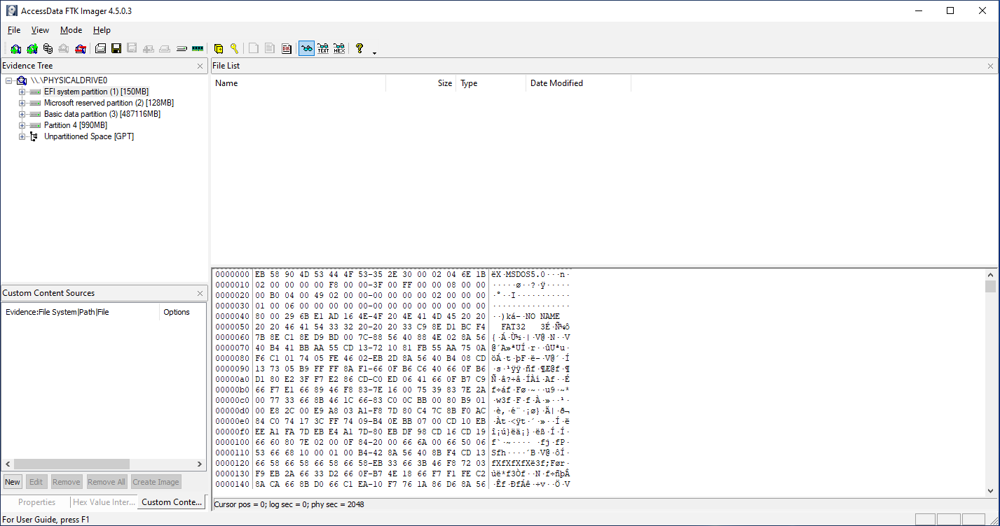 AccessData FTK Imager 4.5.0.3
File View Mode Help
TEXT HEX ?
Evidence Tree
\\.\PHYSICALDRIVE0
EFI system partition (1) [150MB]
Microsoft reserved partition (2) [128MB]
Basic data partition (3) [487116MB]
Partition 4 [990MB]
Unpartitioned Space [GPT]
File List
Name Size Type Date Modified
Custom Content Sources
Evidence:File System|Path|File Options
New Edit Remove Remove All Create Image
Properties Hex Value Inter... Custom Conte...
0000000 EB 58 90 4D 53 44 4F 53-35 2E 30 00 02 04 6E 1B ëX·MSDOS5.0···n·
0000010 02 00 00 00 00 F8 00 00-3F 00 FF 00 00 08 00 00 ·····ø··?·ÿ·····
0000020 00 B0 04 00 49 02 00 00-00 00 00 00 02 00 00 00 ·°··I···········
0000030 01 00 06 00 00 00 00 00-00 00 00 00 00 00 00 00 ················
0000040 80 00 29 6B E1 AD 16 4E-4F 20 4E 41 4D 45 20 20 ··)ká-·NO NAME
0000050 20 20 46 41 54 33 32 20-20 20 33 C9 8E D1 BC F4 FAT32   3É·Ñ¼ô
0000060 7B 8E C1 8E D9 BD 00 7C-88 56 40 88 4E 02 8A 56 {·Á·Ù½·|·V@·N··V
0000070 40 B4 41 BB AA 55 CD 13-72 10 81 FB 55 AA 75 0A @´A»ªUÍ·r··ûUªu·
0000080 F6 C1 01 74 05 FE 46 02-EB 2D 8A 56 40 B4 08 CD öÁ·t·þF·ë-·V@´·Í
0000090 13 73 05 B9 FF FF 8A F1-66 0F B6 C6 40 66 0F B6 ·s·¹ÿÿ·ñf·¶Æ@f·¶
00000a0 D1 80 E2 3F F7 E2 86 CD-C0 ED 06 41 66 0F B7 C9 Ñ·â?÷â·ÍÀí·Af··É
00000b0 66 F7 E1 66 89 46 F8 83-7E 16 00 75 39 83 7E 2A f÷áf·Fø·~··u9·~*
00000c0 00 77 33 66 8B 46 1C 66-83 C0 0C BB 00 80 B9 01 ·w3f·F·f·À·»··¹·
00000d0 00 E8 2C 00 E9 A8 03 A1-F8 7D 80 C4 7C 8B F0 AC ·è,·é¨·¡ø}·Ä|·ð¬
00000e0 84 C0 74 17 3C FF 74 09-B4 0E BB 07 00 CD 10 EB ·Àt·<ÿt·´·»··Í·ë
00000f0 EE A1 FA 7D EB E4 A1 7D-80 EB DF 98 CD 16 CD 19 î¡ú}ëä¡}·ëß·Í·Í·
0000100 66 60 80 7E 02 00 0F 84-20 00 66 6A 00 66 50 06 f`·~···· ·fj·fP·
0000110 53 66 68 10 00 01 00 B4-42 8A 56 40 8B F4 CD 13 Sfh····´B·V@·ôÍ·
0000120 66 58 66 58 66 58 66 58-EB 33 66 3B 46 F8 72 03 fXfXfXfXë3f;Før·
0000130 F9 EB 2A 66 33 D2 66 0F-B7 4E 18 66 F7 F1 FE C2 ùë*f3Òf··N·f÷ñþÂ
0000140 8A CA 66 8B D0 66 C1 EA-10 F7 76 1A 86 D6 8A 56 ·Êf·ÐfÁê·÷v··Ö·V
Cursor pos = 0; log sec = 0; phy sec = 2048
For User Guide, press F1